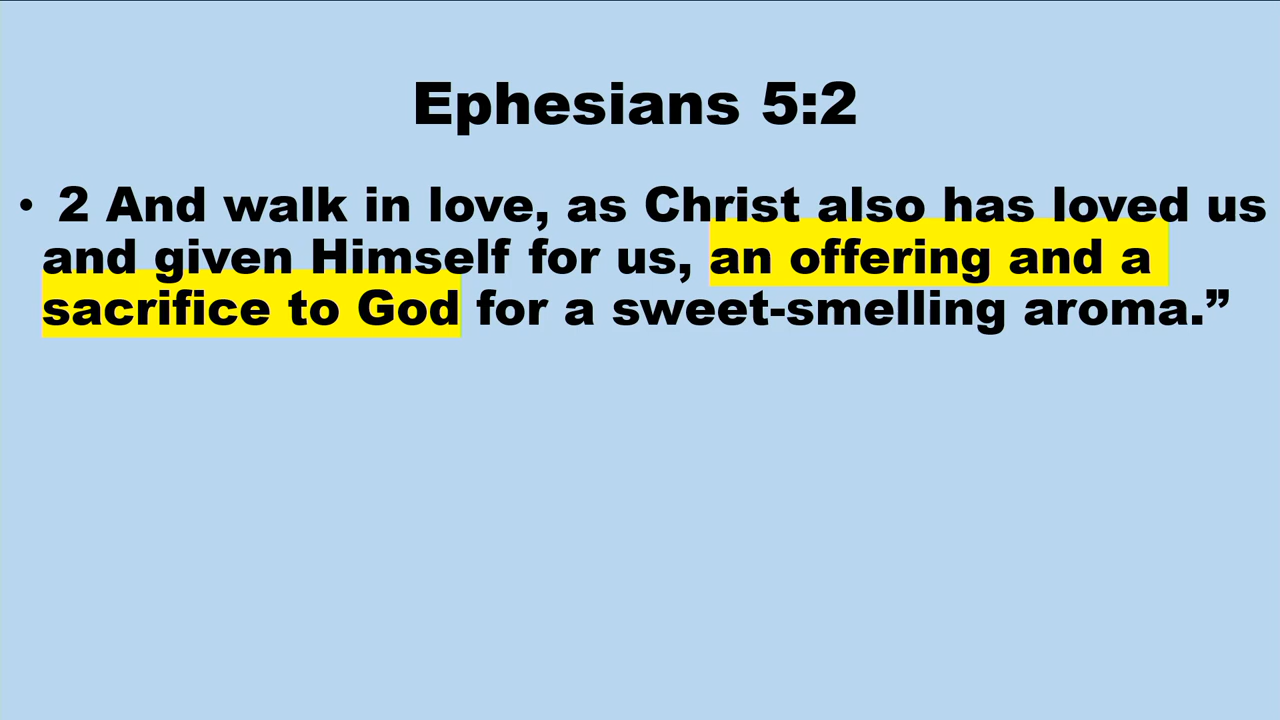 Ephesians 5:2
• 2 And walk in love, as Christ also has loved us
and given Himself for us, an offering and a
sacrifice to God for a sweet-smelling aroma.”